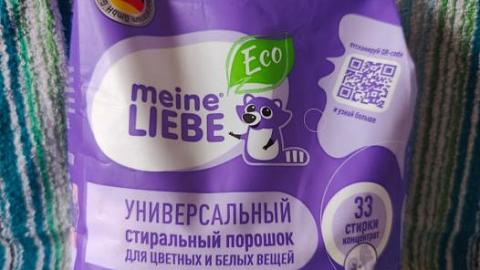 Eco
meine
LIEBE
Отсканируй QR-code
и узнай больше
УНИВЕРСАЛЬНЫЙ
стиральный порошок
ДЛЯ ЦВЕТНЫХ И БЕЛЫХ ВЕЩЕЙ
33
стирки
концентрат